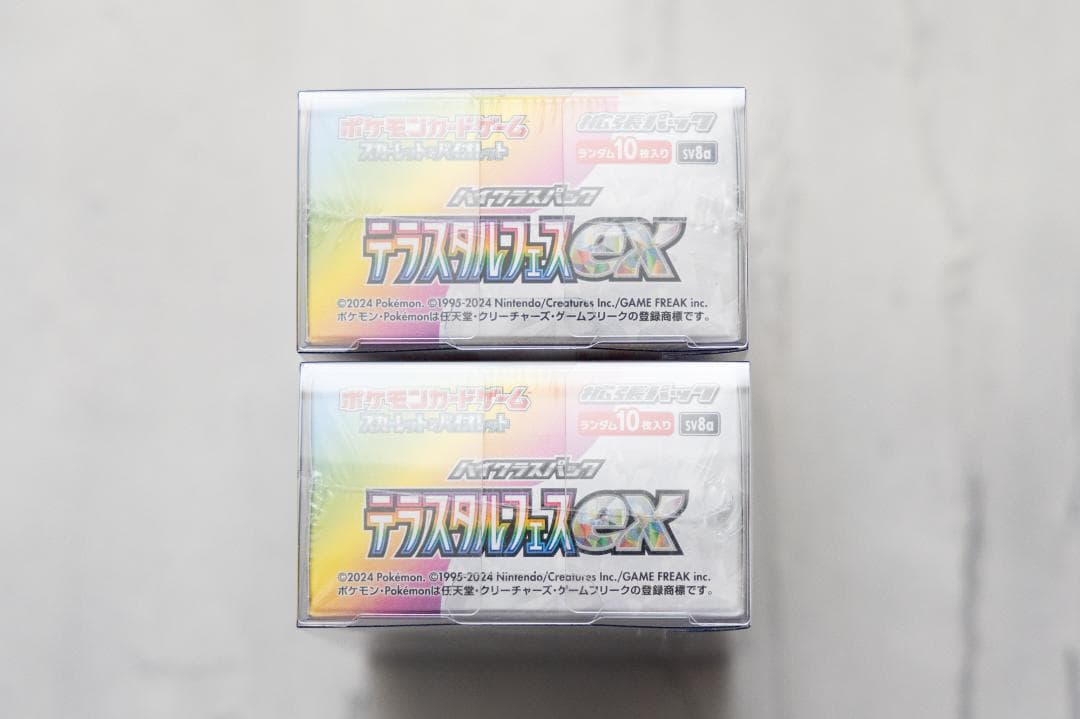 ポケモンカードゲーム
スカーレット&バイオレット
拡張パック
ランダム10枚入り SV8a
ハイクラスパック
テラスタルフェスex
©2024 Pokémon. ©1995-2024 Nintendo/Creatures Inc./GAME FREAK inc.
ポケモン・Pokémonは任天堂・クリーチャーズ・ゲームフリークの登録商標です。
ポケモンカードゲーム
スカーレット&バイオレット
拡張パック
ランダム10枚入り SV8a
ハイクラスパック
テラスタルフェスex
©2024 Pokémon. ©1995-2024 Nintendo/Creatures Inc./GAME FREAK inc.
ポケモン・Pokémonは任天堂・クリーチャーズ・ゲームフリークの登録商標です。